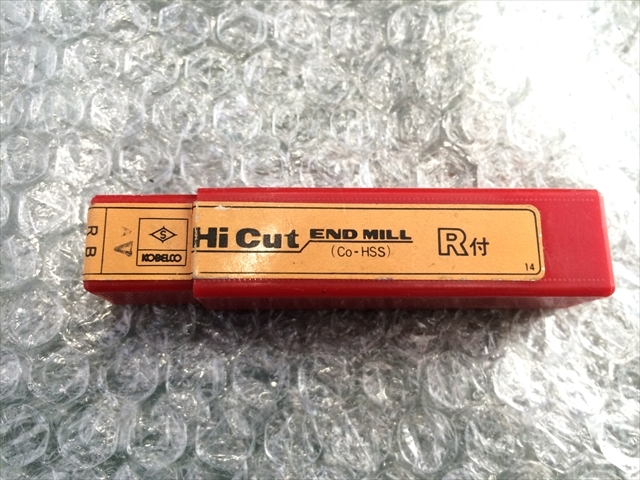 R B
S
KOBELCO
Hi Cut END MILL
(Co-HSS)
R付
14